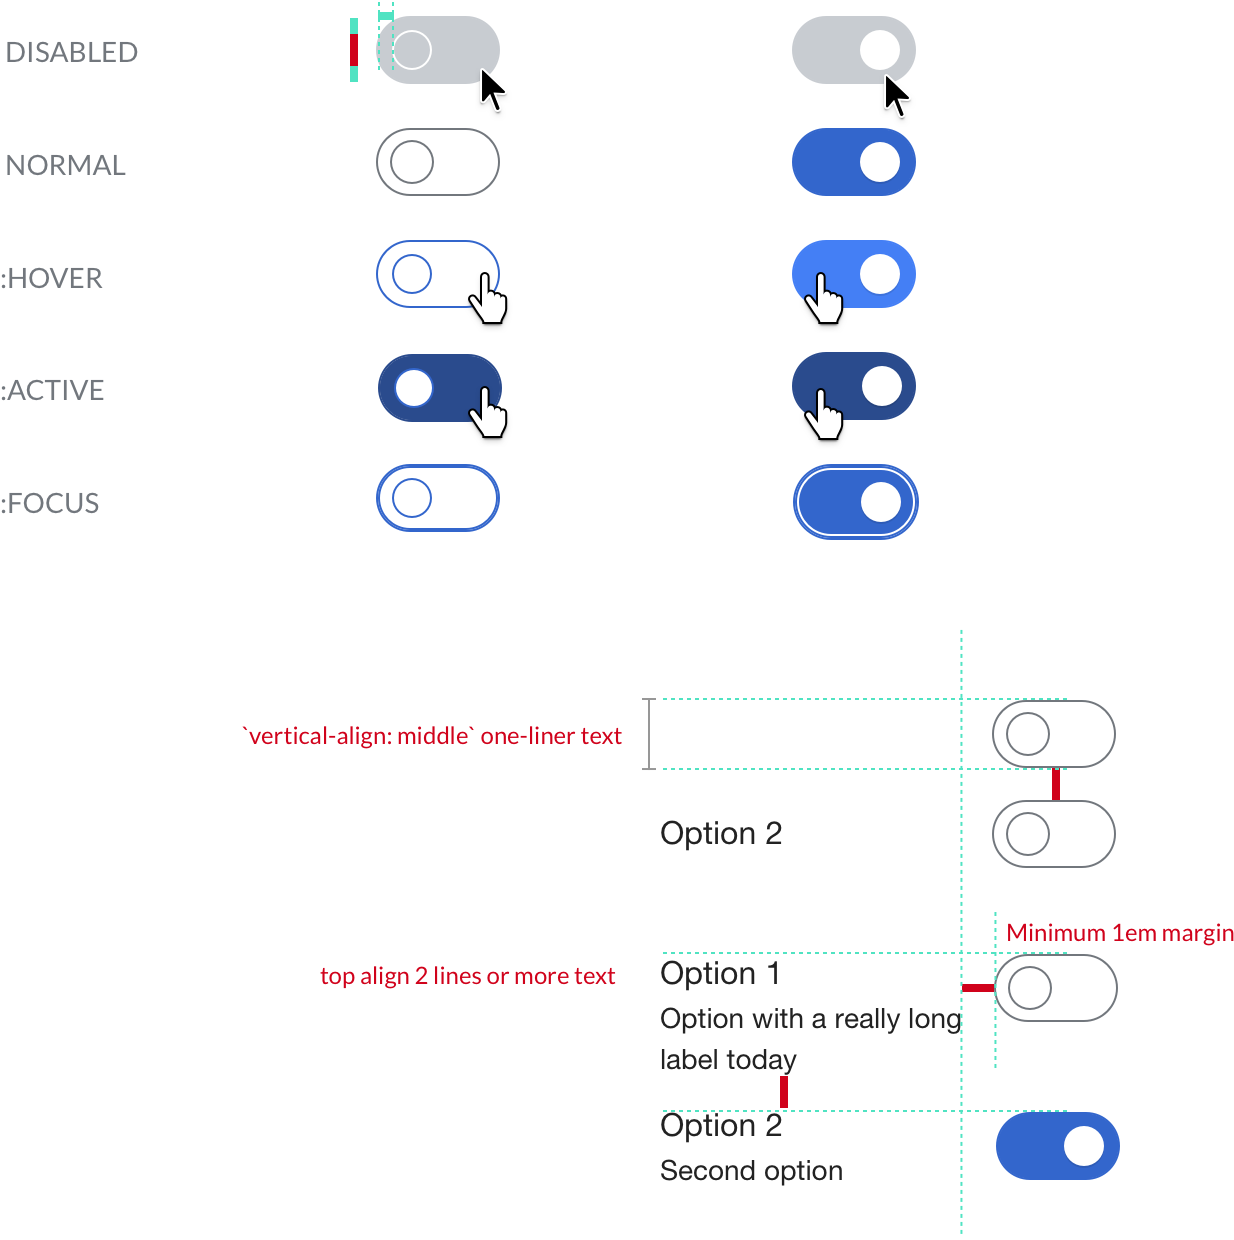 DISABLED
NORMAL
:HOVER
:ACTIVE
:FOCUS
`vertical-align: middle` one-liner text
Option 2
Minimum 1em margin
top align 2 lines or more text
Option 1
Option with a really long
label today
Option 2
Second option